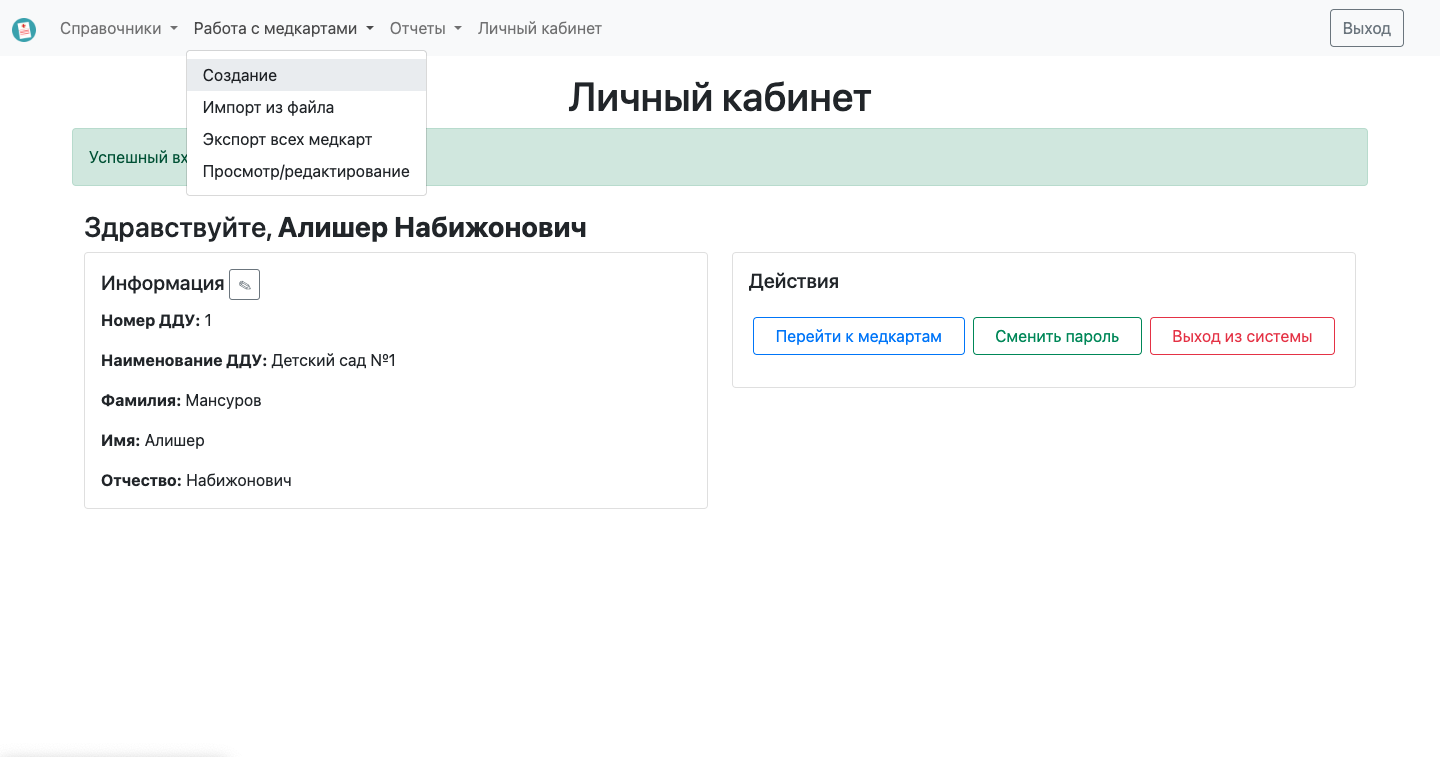 Справочники Работа с медкартами Отчеты Личный кабинет Выход
Создание
Импорт из файла
Экспорт всех медкарт
Просмотр/редактирование
Личный кабинет
Успешный
Здравствуйте, Алишер Набижонович
Информация
Номер ДДУ: 1
Наименование ДДУ: Детский сад №1
Фамилия: Мансуров
Имя: Алишер
Отчество: Набижонович
Действия
Перейти к медкартам Сменить пароль Выход из системы